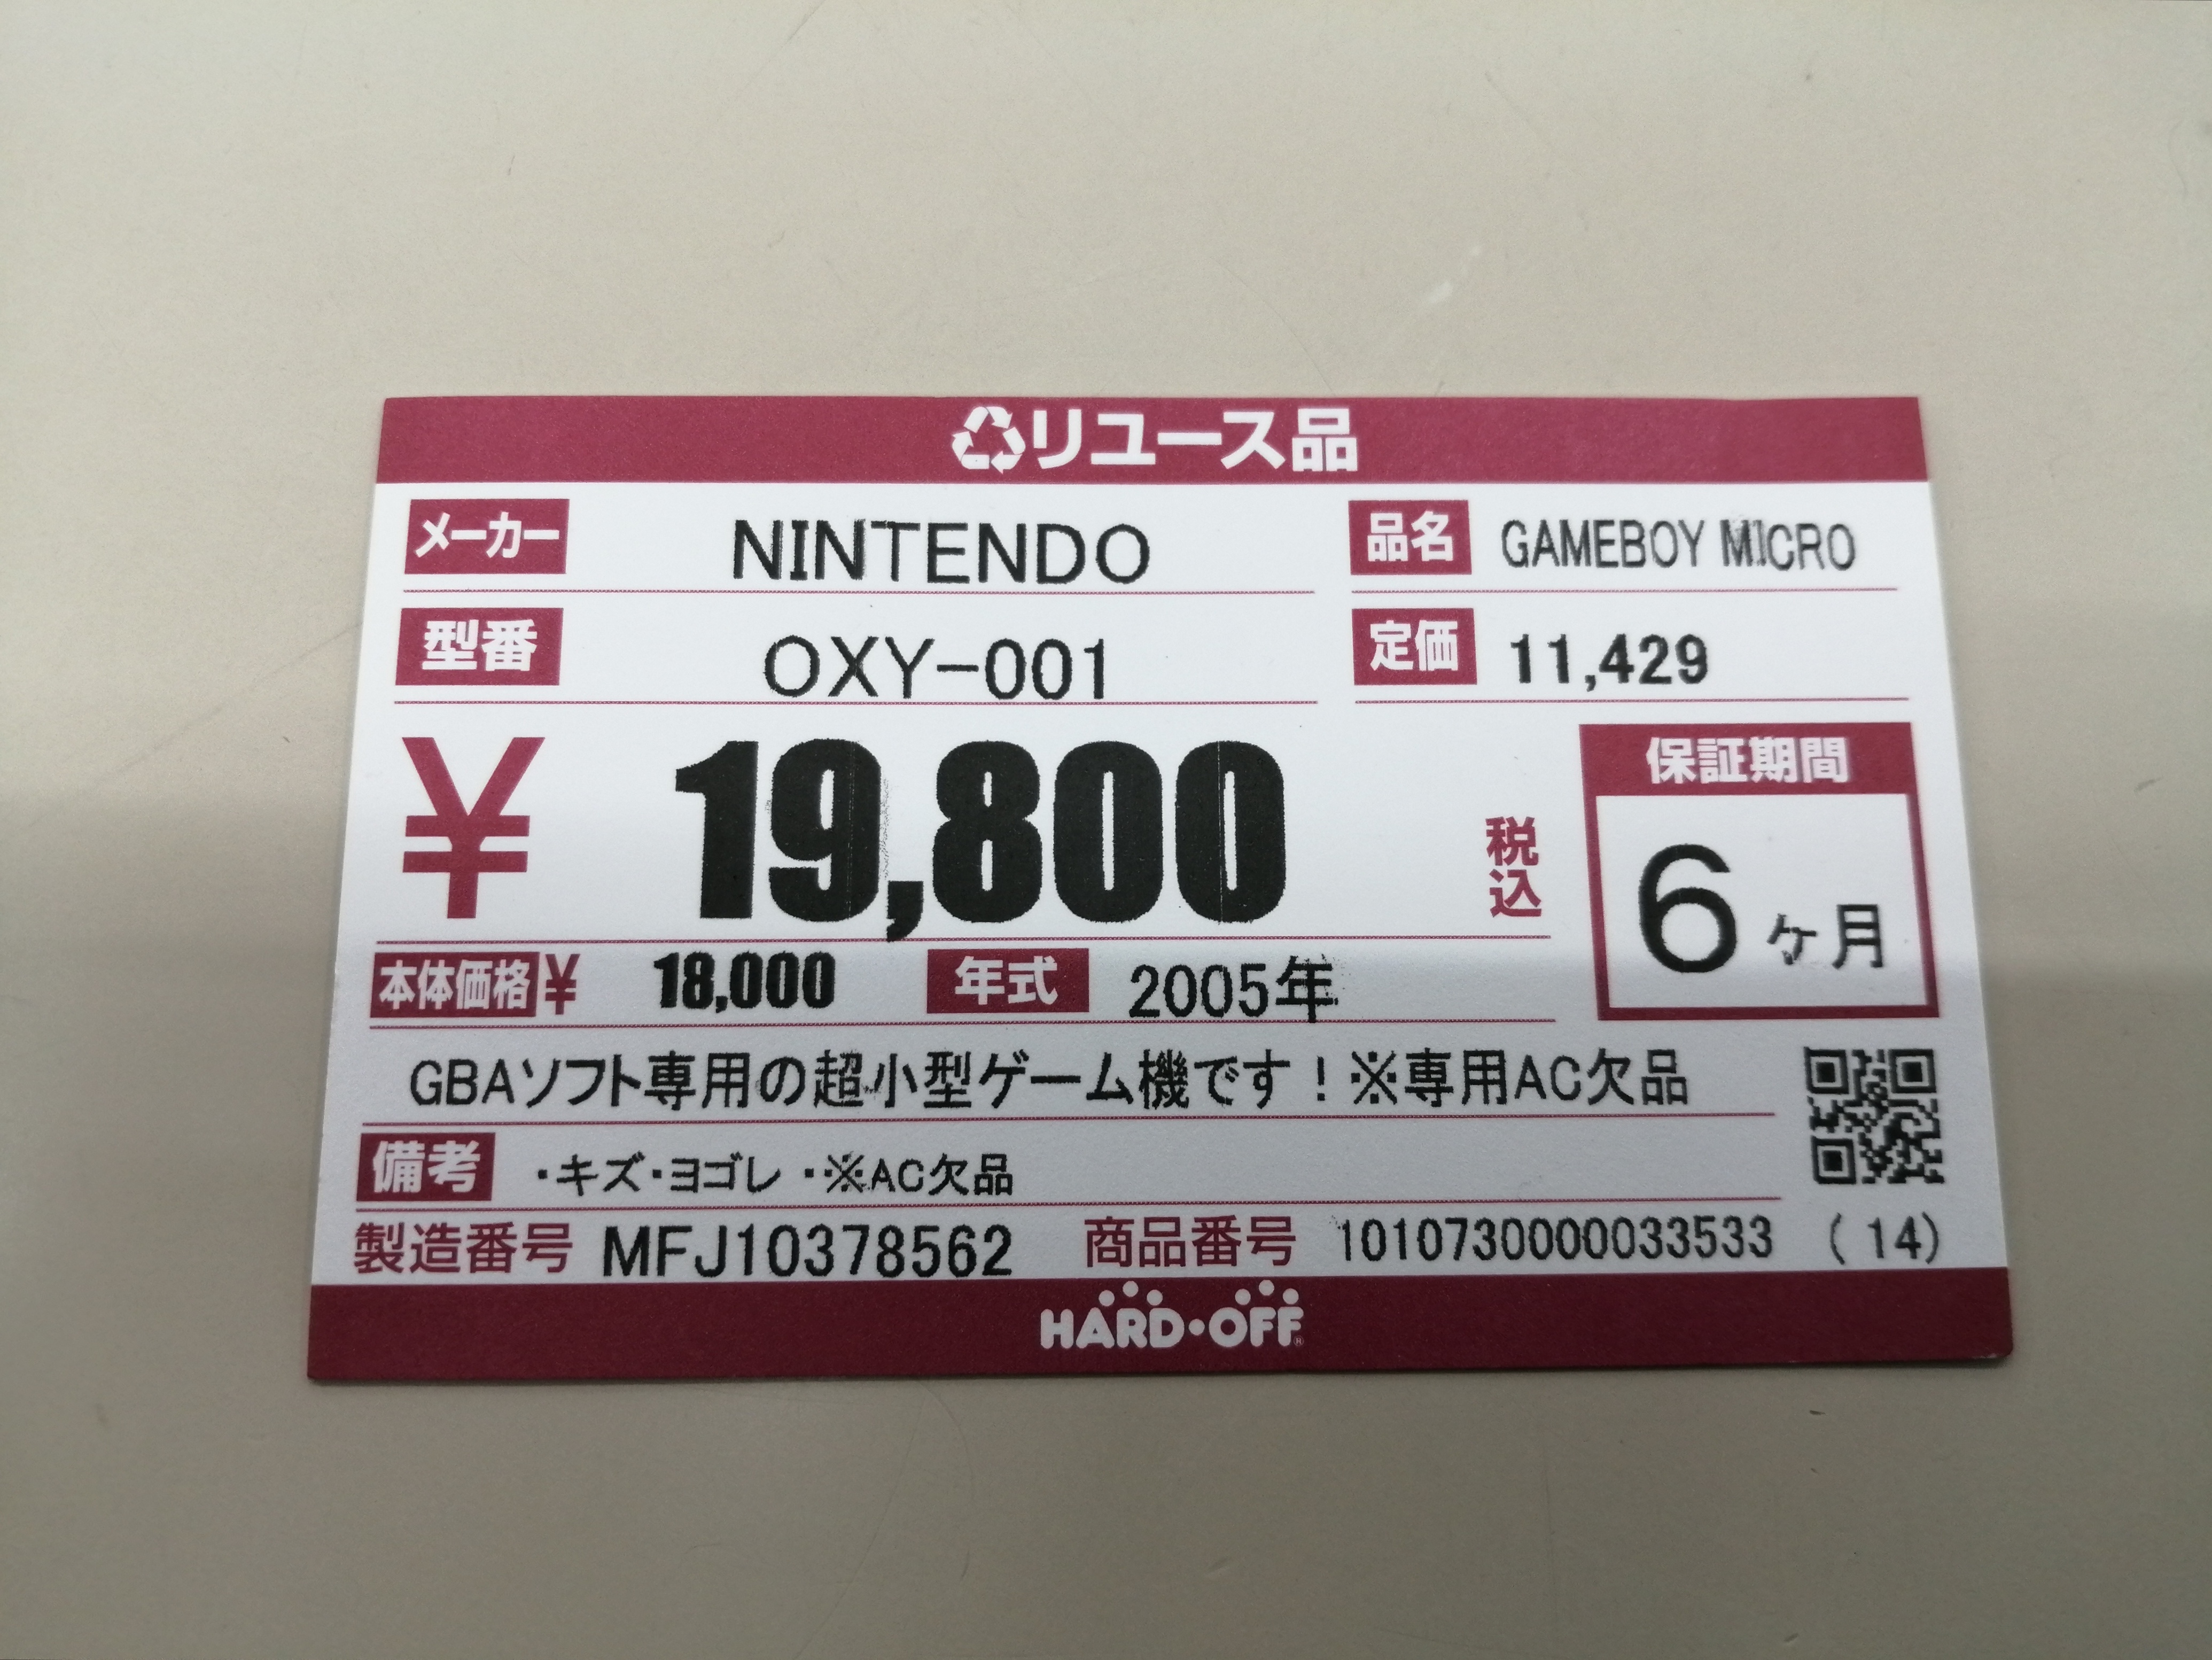 リユース品
メーカー NINTENDO 品名 GAMEBOY MICRO
型番 OXY-001 定価 11,429
¥ 19,800 税込 保証期間 6ヶ月
本体価格¥ 18,000 年式 2005年
GBAソフト専用の超小型ゲーム機です！※専用AC欠品
備考 ・キズ・ヨゴレ ・※AC欠品
製造番号 MFJ10378562 商品番号 1010730000033533 (14)
HARD・OFF®